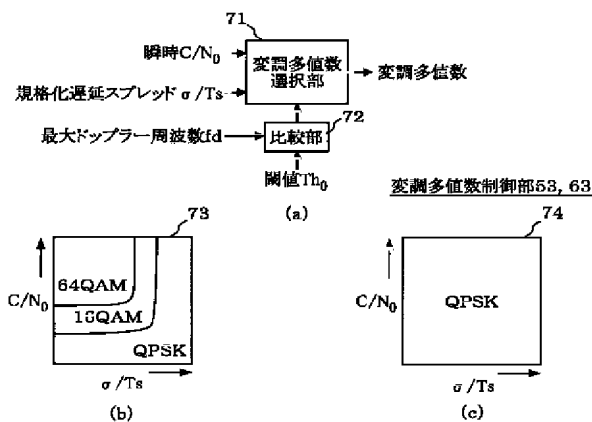 71
瞬時C/N0
変調多値数
選択部
変調多値数
規格化遅延スプレッド σ/Ts
72
最大ドップラー周波数fd
比較部
閾値Th0
(a)
変調多値数制御部53, 63
73
C/N0
64QAM
16QAM
QPSK
σ/Ts
(b)
74
C/N0
QPSK
σ/Ts
(c)